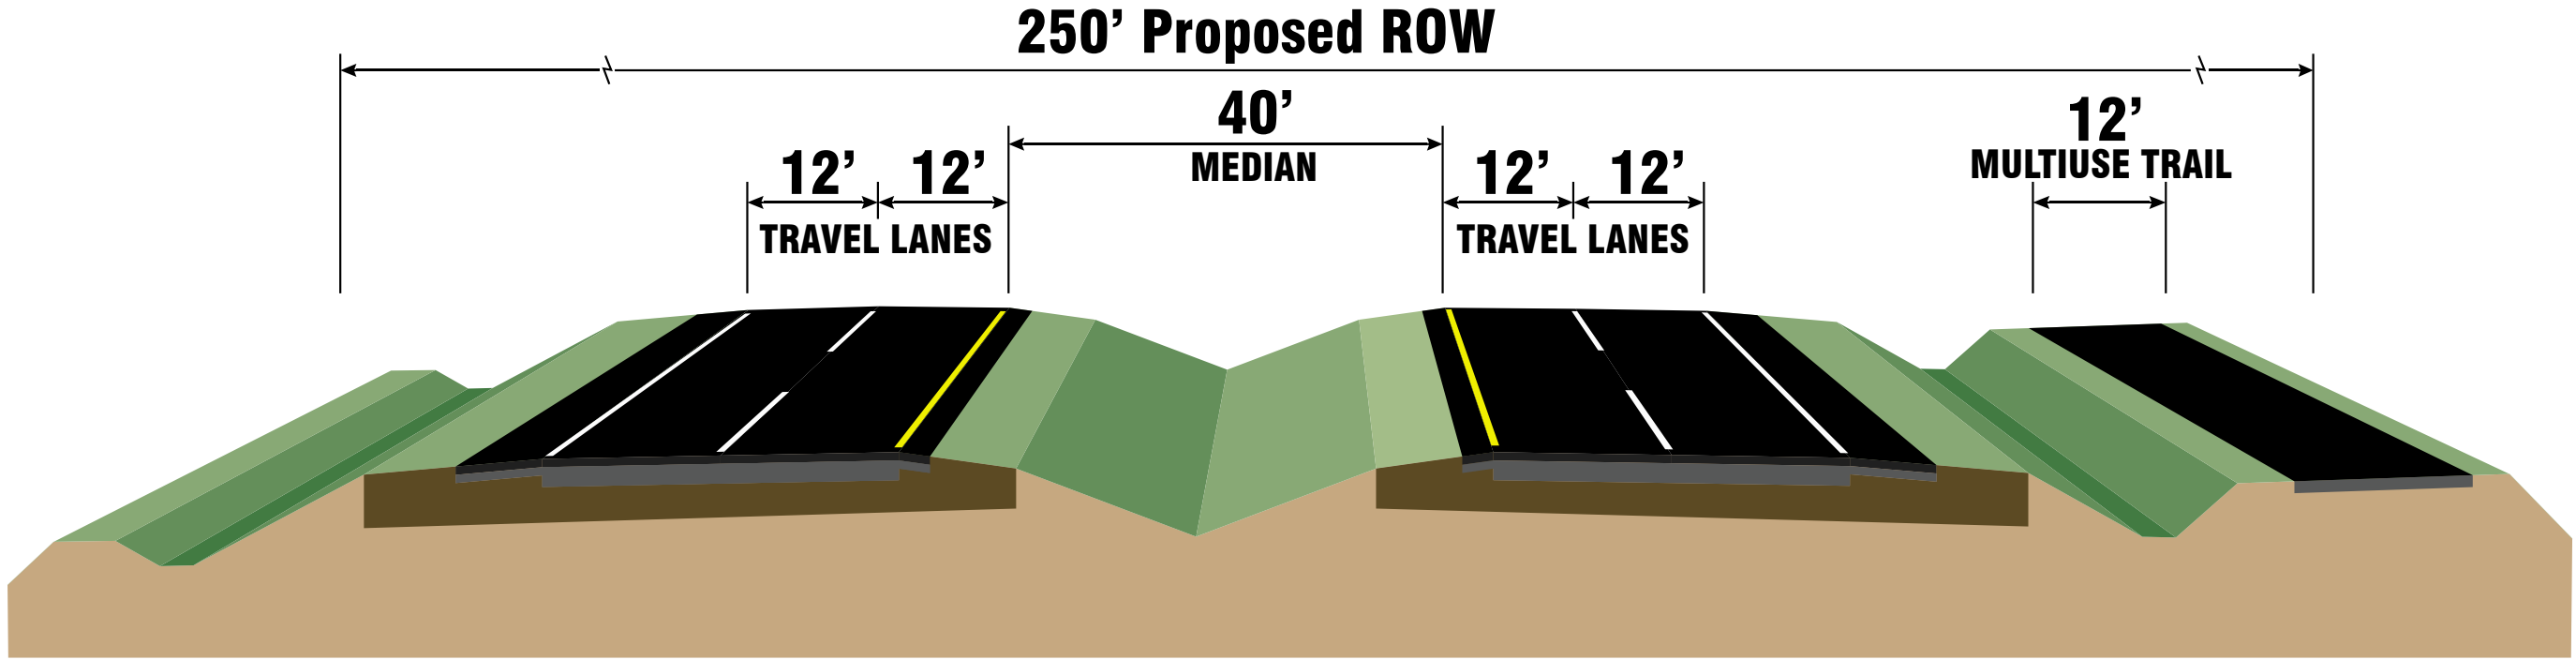 250’ Proposed ROW
40’
MEDIAN
12’ 12’
TRAVEL LANES
12’ 12’
TRAVEL LANES
12’
MULTIUSE TRAIL